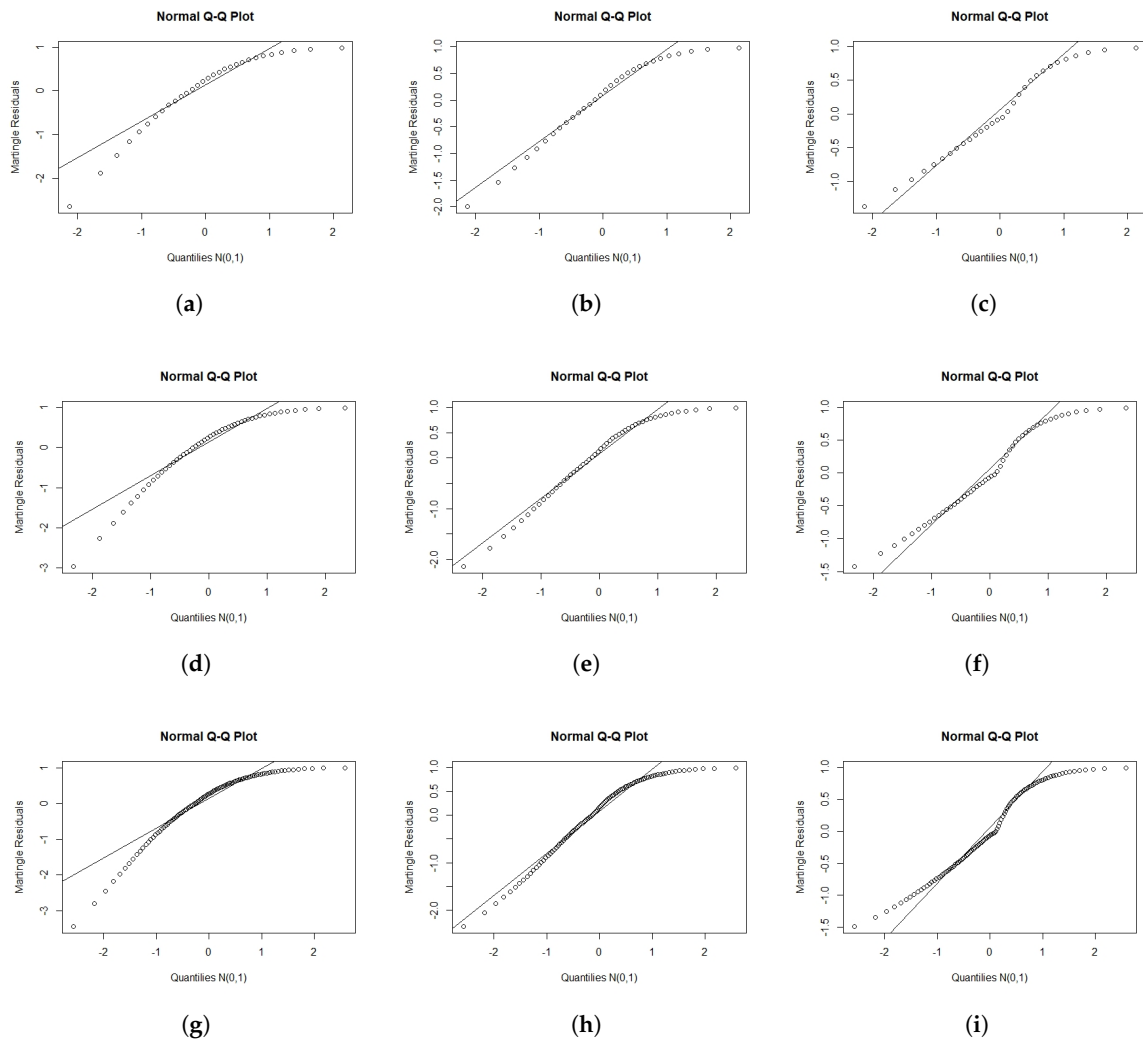 Normal Q-Q Plot Normal Q-Q Plot Normal Q-Q Plot
Martingle Residuals
1
0
-1
-2
-2 -1 0 1 2
Quantilies N(0,1)
(a)
Martingle Residuals
1.0
0.5
0.0
-0.5
-1.0
-1.5
-2.0
-2 -1 0 1 2
Quantilies N(0,1)
(b)
Martingle Residuals
1.0
0.5
0.0
-0.5
-1.0
-2 -1 0 1 2
Quantilies N(0,1)
(c)
Normal Q-Q Plot Normal Q-Q Plot Normal Q-Q Plot
Martingle Residuals
1
0
-1
-2
-3
-2 -1 0 1 2
Quantilies N(0,1)
(d)
Martingle Residuals
1.0
0.5
0.0
-1.0
-2.0
-2 -1 0 1 2
Quantilies N(0,1)
(e)
Martingle Residuals
1.0
0.5
0.0
-0.5
-1.0
-1.5
-2 -1 0 1 2
Quantilies N(0,1)
(f)
Normal Q-Q Plot Normal Q-Q Plot Normal Q-Q Plot
Martingle Residuals
1
0
-1
-2
-3
-2 -1 0 1 2
Quantilies N(0,1)
(g)
Martingle Residuals
1.0
0.5
0.0
-1.0
-2.0
-2 -1 0 1 2
Quantilies N(0,1)
(h)
Martingle Residuals
1.0
0.5
0.0
-0.5
-1.0
-1.5
-2 -1 0 1 2
Quantilies N(0,1)
(i)